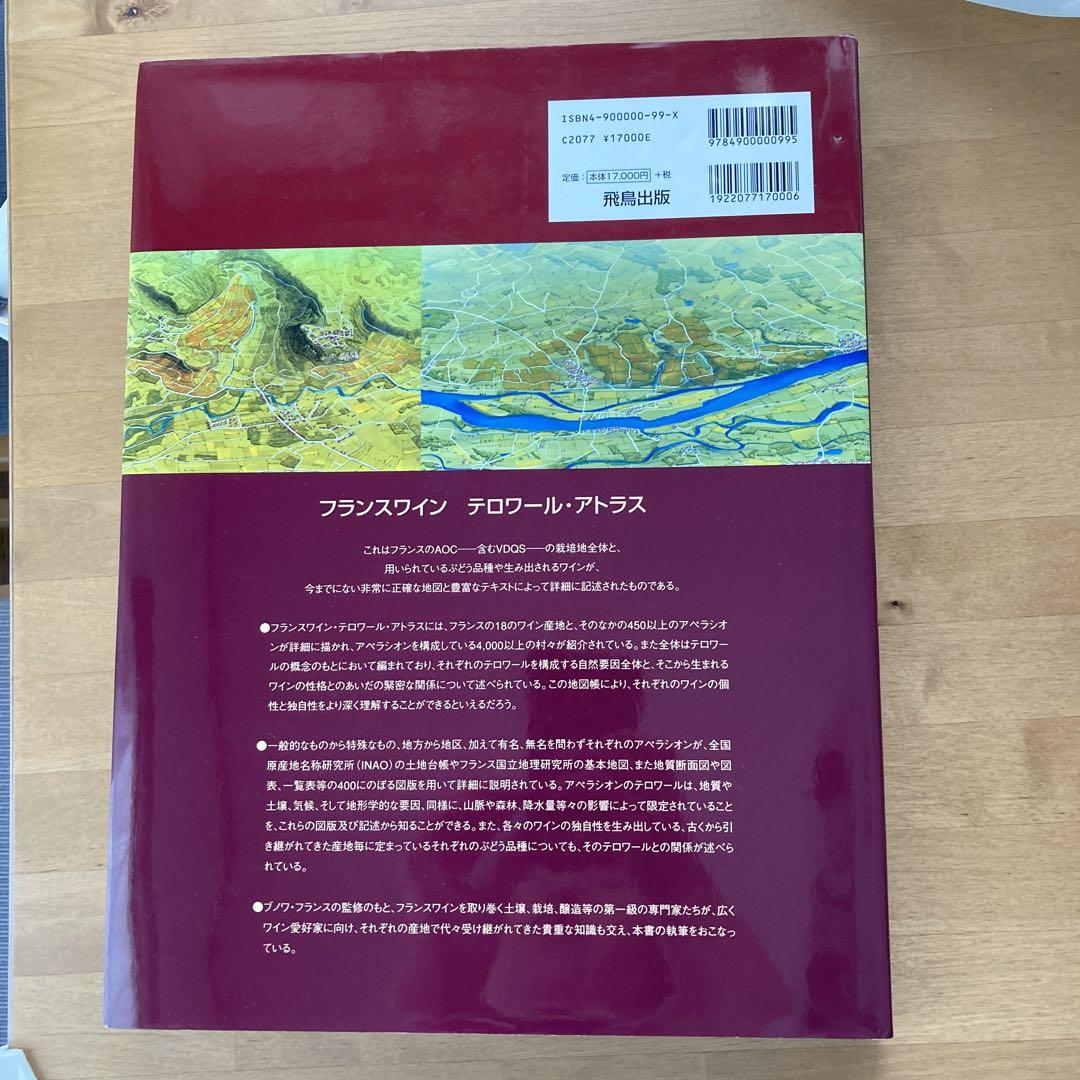 ISBN4-900000-99-X
C2077 ¥17000E
9784900000995
定価：本体17,000円 +税
飛鳥出版
1922077170006
フランスワイン　テロワール・アトラス
これはフランスのAOC──含むVDQS──の栽培地全体と、
用いられているぶどう品種や生み出されるワインが、
今までにない非常に正確な地図と豊富なテキストによって詳細に記述されたものである。
●フランスワイン・テロワール・アトラスには、フランスの18のワイン産地と、そのなかの450以上のアペラシオ
ンが詳細に描かれ、アペラシオンを構成している4,000以上の村々が紹介されている。また全体はテロワー
ルの概念のもとにおいて編まれており、それぞれのテロワールを構成する自然要因全体と、そこから生まれる
ワインの性格とのあいだの緊密な関係について述べられている。この地図帳により、それぞれのワインの個
性と独自性をより深く理解することができるといえるだろう。
●一般的なものから特殊なもの、地方から地区、加えて有名、無名を問わずそれぞれのアペラシオンが、全国
原産地名称研究所（INAO）の土地台帳やフランス国立地理研究所の基本地図、また地質断面図や図
表、一覧表等の400にのぼる図版を用いて詳細に説明されている。アペラシオンのテロワールは、地質や
土壌、気候、そして地形学的な要因、同様に、山脈や森林、降水量等々の影響によって限定されていること
を、これらの図版及び記述から知ることができる。また、各々のワインの独自性を生み出している、古くから引
き継がれてきた産地毎に定まっているそれぞれのぶどう品種についても、そのテロワールとの関係が述べら
れている。
●ブノワ・フランスの監修のもと、フランスワインを取り巻く土壌、栽培、醸造等の第一級の専門家たちが、広く
ワイン愛好家に向け、それぞれの産地で代々受け継がれてきた貴重な知識も交え、本書の執筆をおこなっ
ている。